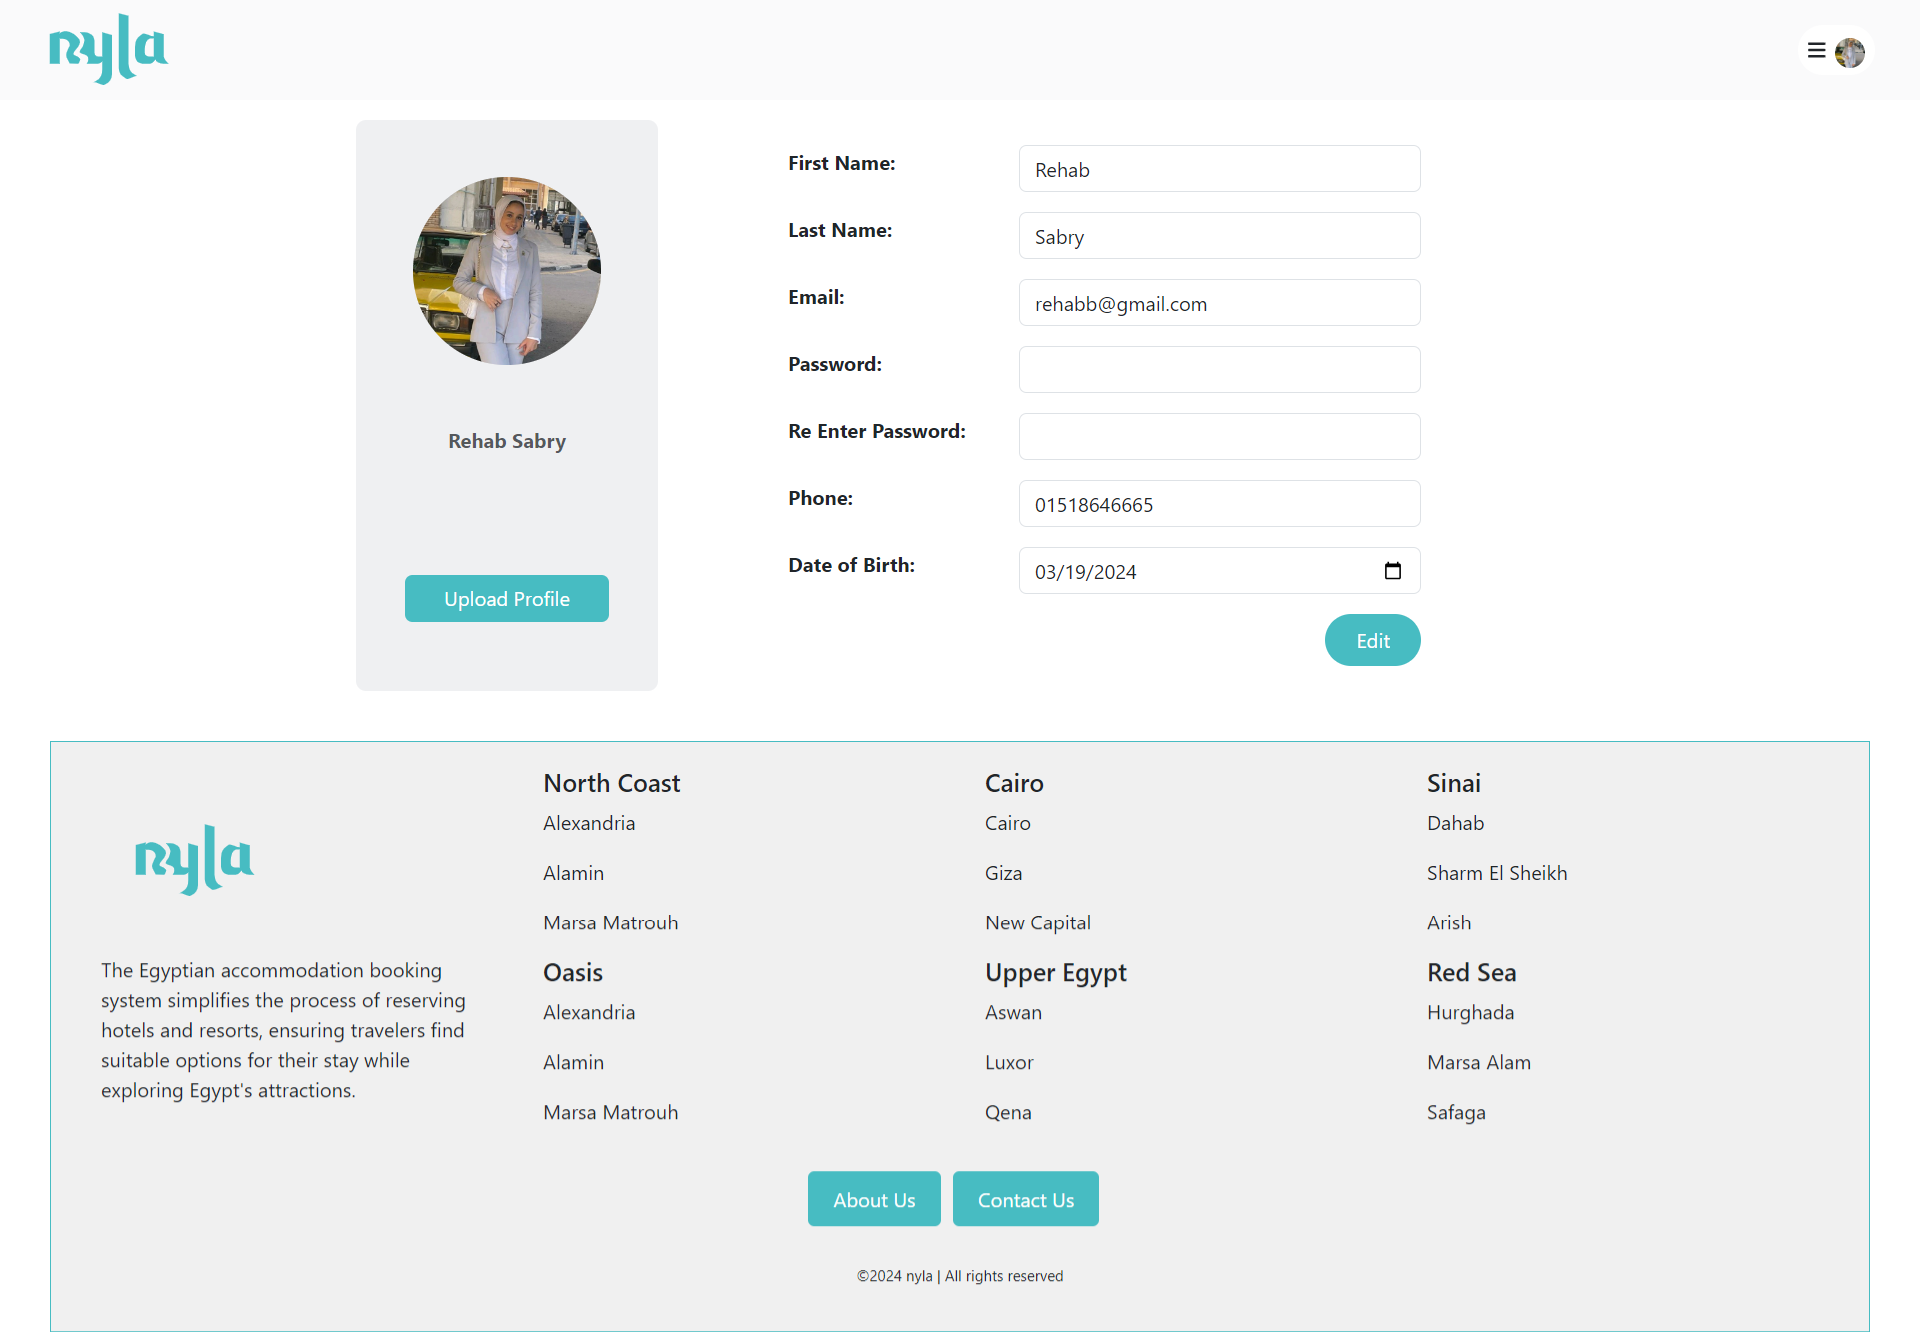 nyla
First Name:
Rehab
Last Name:
Sabry
Email:
rehabb@gmail.com
Password:
Re Enter Password:
Phone:
01518646665
Date of Birth:
03/19/2024
Edit
Rehab Sabry
Upload Profile
nyla
The Egyptian accommodation booking
system simplifies the process of reserving
hotels and resorts, ensuring travelers find
suitable options for their stay while
exploring Egypt's attractions.
North Coast
Alexandria
Alamin
Marsa Matrouh
Oasis
Alexandria
Alamin
Marsa Matrouh
Cairo
Cairo
Giza
New Capital
Upper Egypt
Aswan
Luxor
Qena
Sinai
Dahab
Sharm El Sheikh
Arish
Red Sea
Hurghada
Marsa Alam
Safaga
About Us
Contact Us
©2024 nyla | All rights reserved